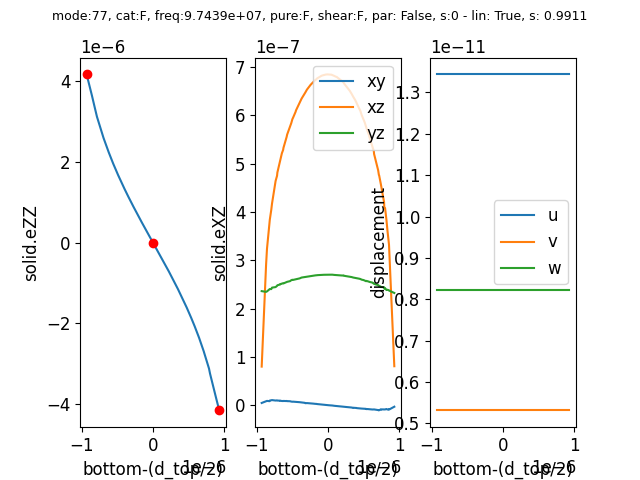 mode:77, cat:F, freq:9.7439e+07, pure:F, shear:F, par: False, s:0 - lin: True, s: 0.9911
1e−6
1e−7
1e−11
solid.eZZ
4
2
0
−2
−4
−1
0
1
1e−6
bottom-(d_top/2)
solid.eXZ
7
6
5
4
3
2
1
0
xy
xz
yz
−1
0
1
1e−6
bottom-(d_top/2)
displacement
1.3
1.2
1.1
1.0
0.9
0.8
0.7
0.6
0.5
u
v
w
−1
0
1
1e−6
bottom-(d_top/2)